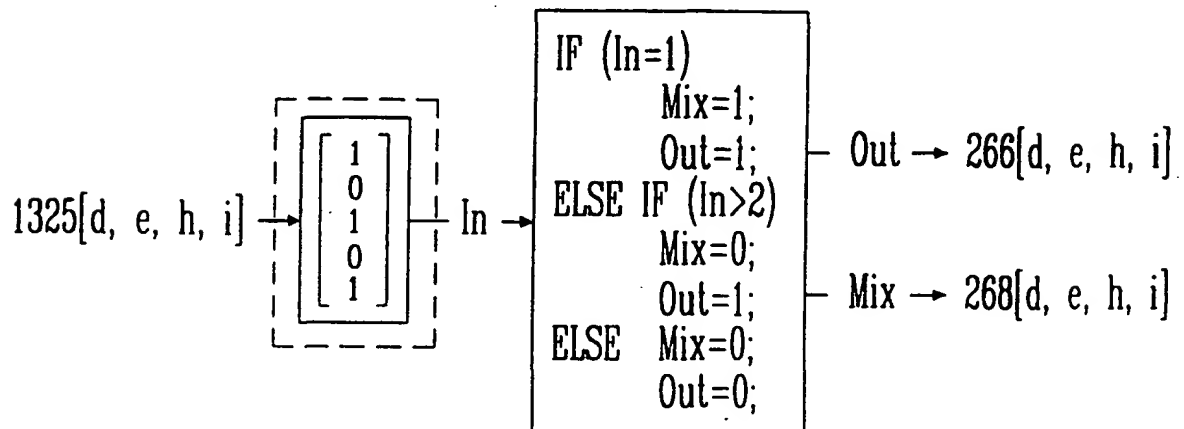 IF (In=1)
Mix=1;
Out=1;
ELSE IF (In>2)
Mix=0;
Out=1;
ELSE Mix=0;
Out=0;
1325[d, e, h, i]
1
0
1
0
1
In
Out → 266[d, e, h, i]
Mix → 268[d, e, h, i]